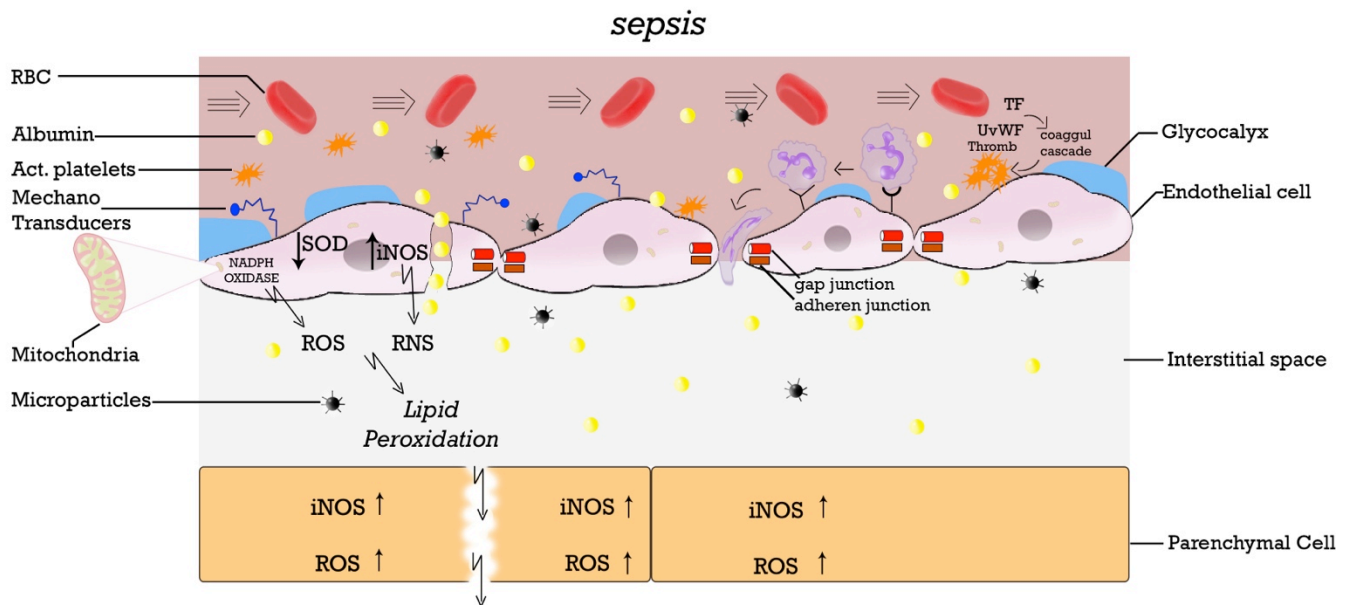 sepsis
RBC
Albumin
Act. platelets
Mechano
Transducers
Mitochondria
Microparticles
TF
UvWF
Thromb
coaggul
cascade
Glycocalyx
Endothelial cell
SOD
iNOS
NADPH
OXIDASE
gap junction
adheren junction
ROS
RNS
Interstitial space
Lipid
Peroxidation
iNOS ↑
iNOS ↑
iNOS ↑
ROS ↑
ROS ↑
ROS ↑
Parenchymal Cell